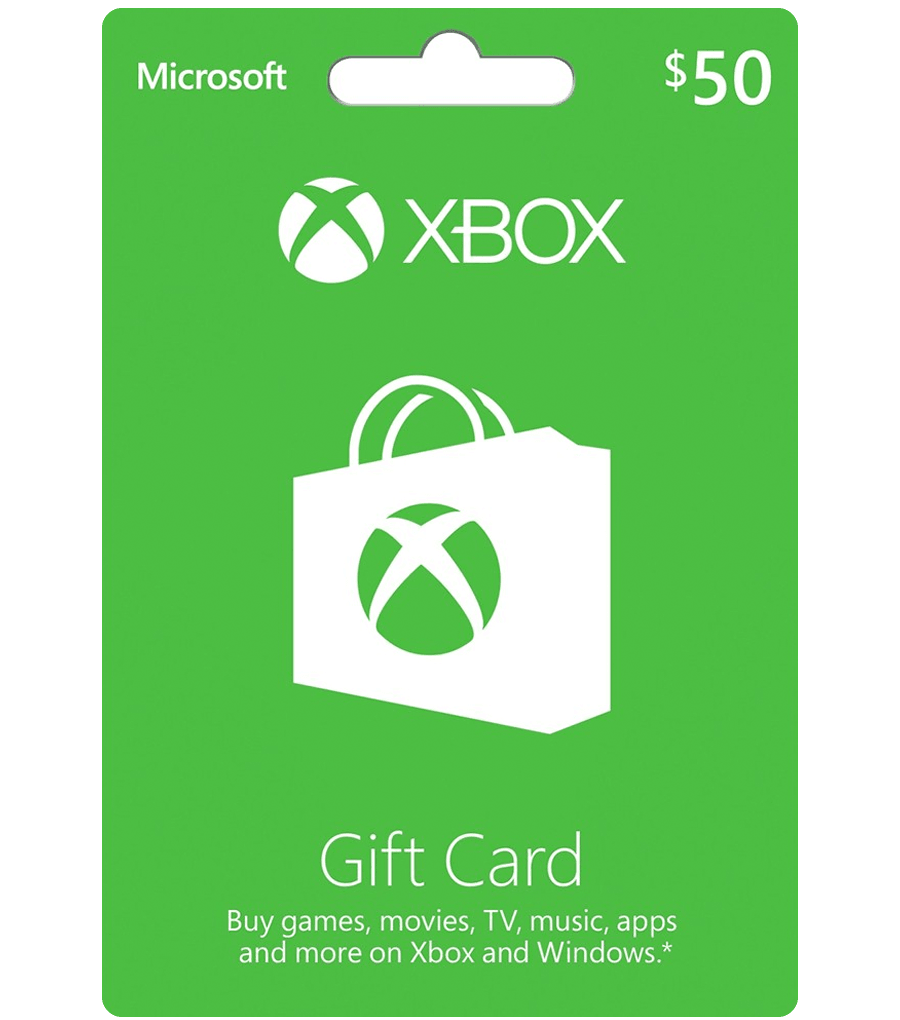 Microsoft
$50
XBOX
Gift Card
Buy games, movies, TV, music, apps
and more on Xbox and Windows.*